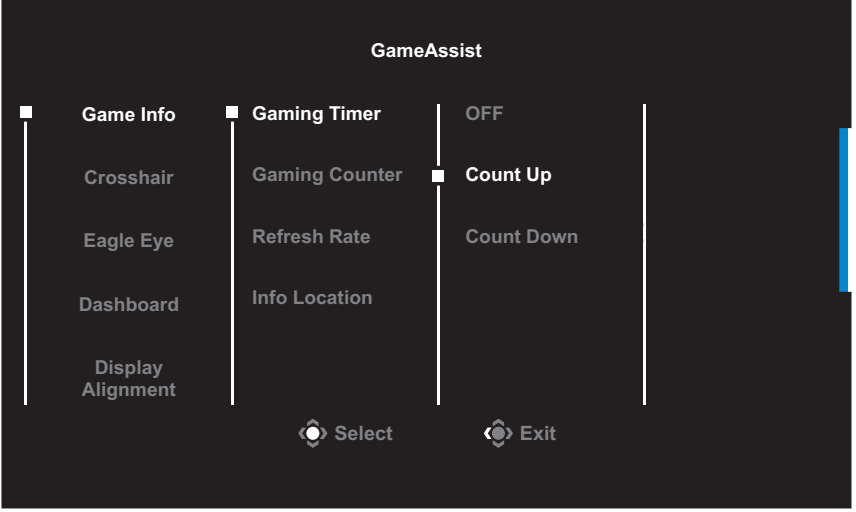 GameAssist
Game Info
Crosshair
Eagle Eye
Dashboard
Display
Alignment
Gaming Timer
Gaming Counter
Refresh Rate
Info Location
OFF
Count Up
Count Down
Select
Exit